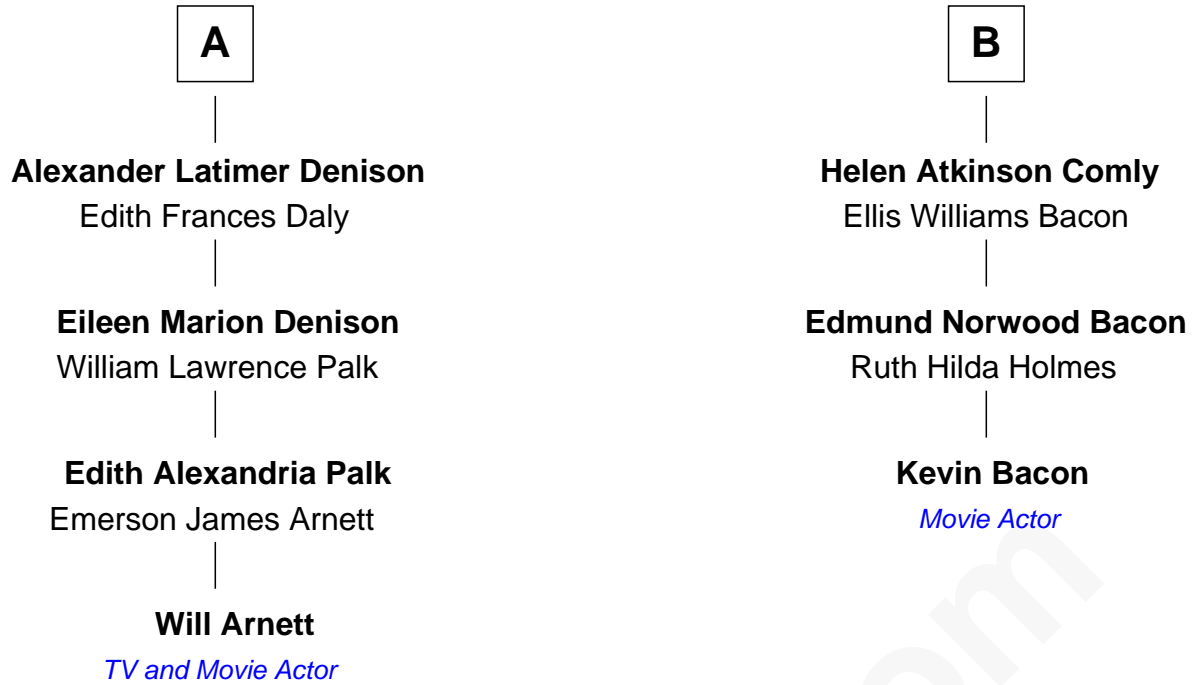 A
Alexander Latimer Denison
Edith Frances Daly
Eileen Marion Denison
William Lawrence Palk
Edith Alexandria Palk
Emerson James Arnett
Will Arnett
TV and Movie Actor
B
Helen Atkinson Comly
Ellis Williams Bacon
Edmund Norwood Bacon
Ruth Hilda Holmes
Kevin Bacon
Movie Actor
om